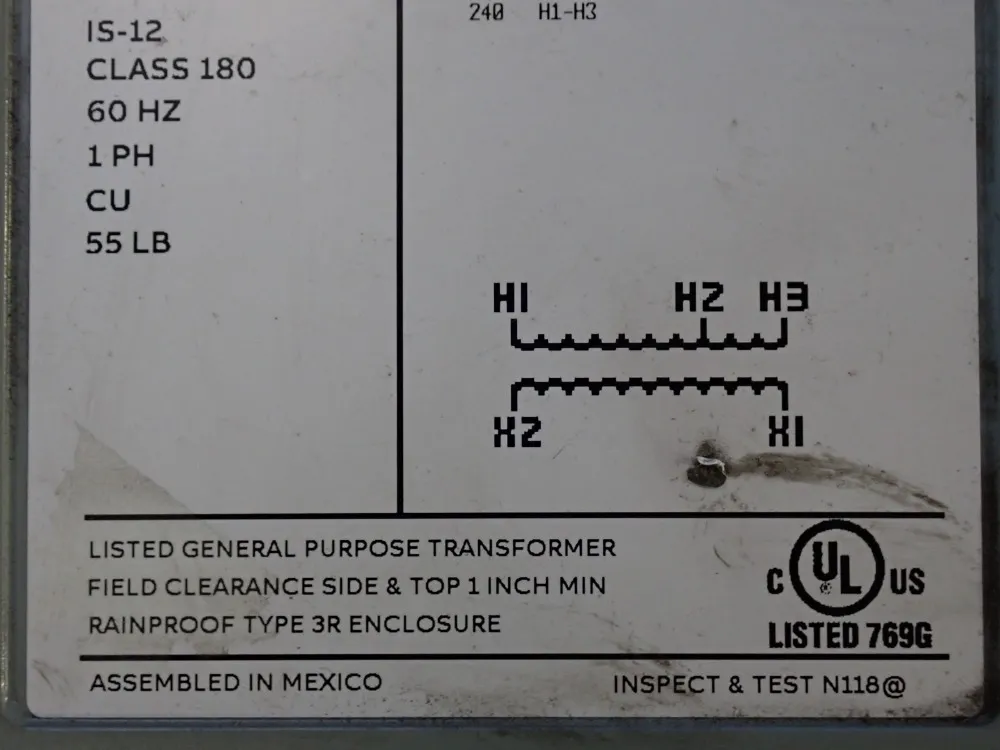 IS-12
CLASS 180
60 HZ
1 PH
CU
55 LB
240 H1-H3
H1 H2 H3
X2 X1
LISTED GENERAL PURPOSE TRANSFORMER
FIELD CLEARANCE SIDE & TOP 1 INCH MIN
RAINPROOF TYPE 3R ENCLOSURE
C UL US
LISTED 769G
ASSEMBLED IN MEXICO
INSPECT & TEST N118@